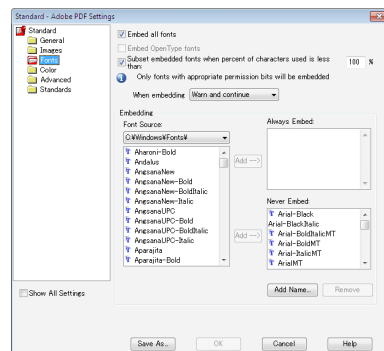 Standard - Adobe PDF Settings
Standard
General
Images
Fonts
Color
Advanced
Standards
Show All Settings
Embed all fonts
Embed OpenType fonts
Subset embedded fonts when percent of characters used is less than: 100 %
Only fonts with appropriate permission bits will be embedded
When embedding Warn and continue
Embedding
Font Source:
C:¥Windows¥Fonts¥
Aharoni-Bold
Andalus
AngsanaNew
AngsanaNew-Bold
AngsanaNew-BoldItalic
AngsanaNew-Italic
AngsanaUPC
AngsanaUPC-Bold
AngsanaUPC-BoldItalic
AngsanaUPC-Italic
Aparajita
Aparajita-Bold
Add -->
Add -->
Always Embed:
Never Embed:
Arial-Black
Arial-BlackItalic
Arial-BoldItalicMT
Arial-BoldMT
Arial-ItalicMT
ArialMT
Add Name...
Remove
Save As...
OK
Cancel
Help